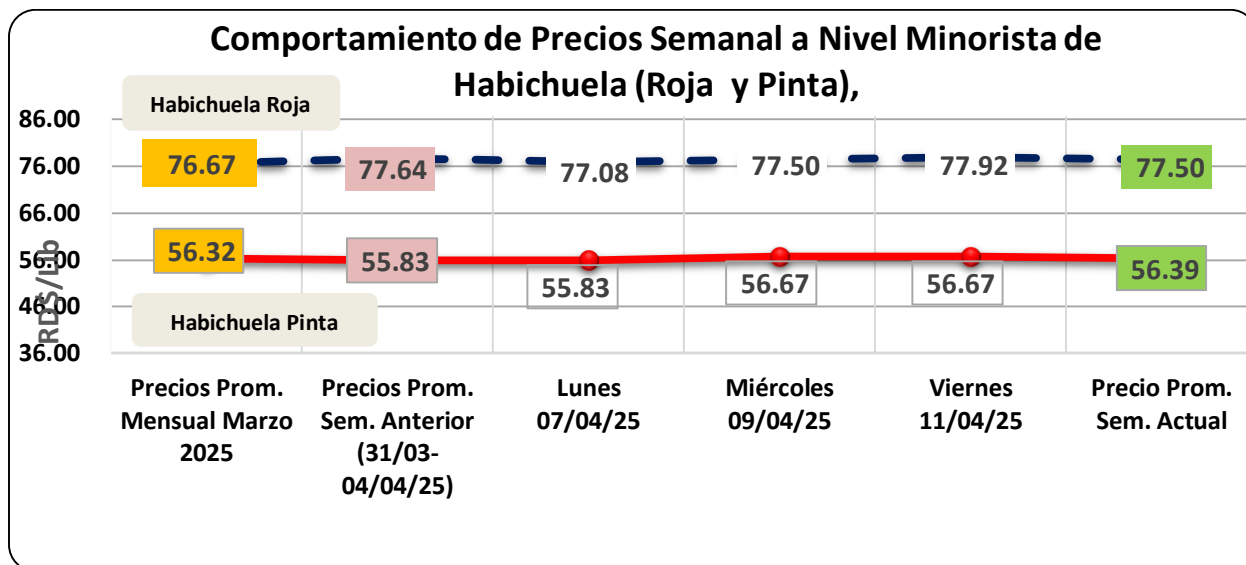 Comportamiento de Precios Semanal a Nivel Minorista de
Habichuela (Roja y Pinta),
Habichuela Roja
86.00
76.00
66.00
56.00
46.00
36.00
RD$/Lib
76.67
77.64
77.08
77.50
77.92
77.50
56.32
55.83
55.83
56.67
56.67
56.39
Habichuela Pinta
Precios Prom.
Mensual Marzo
2025
Precios Prom.
Sem. Anterior
(31/03-
04/04/25)
Lunes
07/04/25
Miércoles
09/04/25
Viernes
11/04/25
Precio Prom.
Sem. Actual